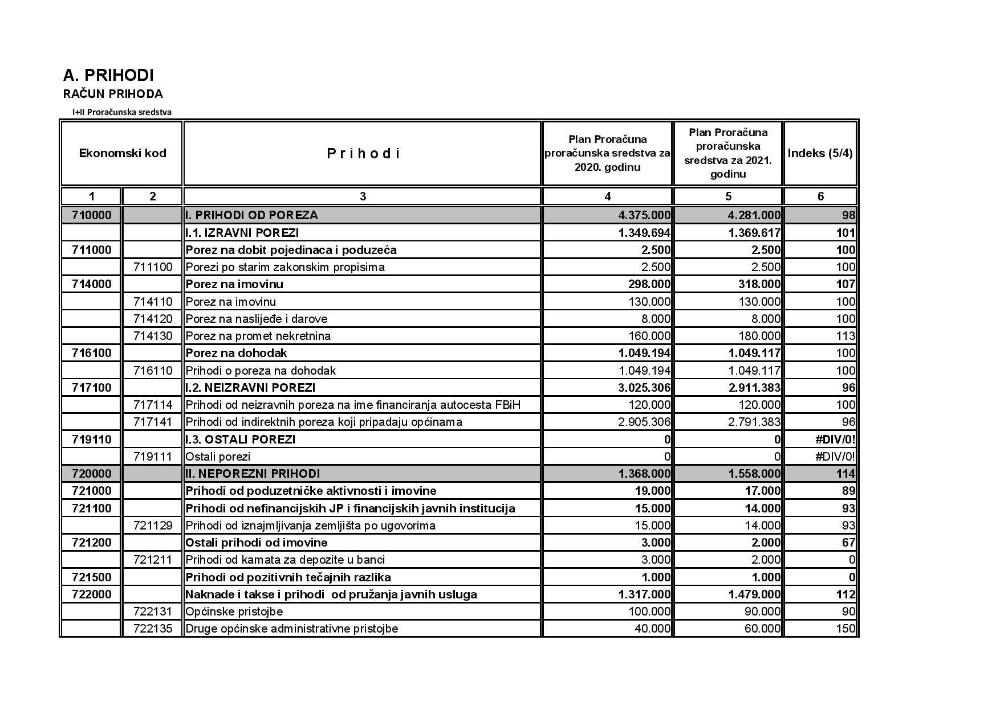 A. PRIHODI
RAČUN PRIHODA
I+II Proračunska sredstva
Ekonomski kod P r i h o d i Plan Proračuna proračunska sredstva za 2020. godinu Plan Proračuna proračunska sredstva za 2021. godinu Indeks (5/4)
1 2 3 4 5 6
710000 I. PRIHODI OD POREZA 4.375.000 4.281.000 98
I.1. IZRAVNI POREZI 1.349.694 1.369.617 101
711000 Porez na dobit pojedinaca i poduzeća 2.500 2.500 100
711100 Porezi po starim zakonskim propisima 2.500 2.500 100
714000 Porez na imovinu 298.000 318.000 107
714110 Porez na imovinu 130.000 130.000 100
714120 Porez na naslijeđe i darove 8.000 8.000 100
714130 Porez na promet nekretnina 160.000 180.000 113
716100 Porez na dohodak 1.049.194 1.049.117 100
716110 Prihodi o poreza na dohodak 1.049.194 1.049.117 100
717100 I.2. NEIZRAVNI POREZI 3.025.306 2.911.383 96
717114 Prihodi od neizravnih poreza na ime financiranja autocesta FBiH 120.000 120.000 100
717141 Prihodi od indirektnih poreza koji pripadaju općinama 2.905.306 2.791.383 96
719110 I.3. OSTALI POREZI 0 0 #DIV/0!
719111 Ostali porezi 0 0 #DIV/0!
720000 II. NEPOREZNI PRIHODI 1.368.000 1.558.000 114
721000 Prihodi od poduzetničke aktivnosti i imovine 19.000 17.000 89
721100 Prihodi od nefinancijskih JP i financijskih javnih institucija 15.000 14.000 93
721129 Prihodi od iznajmljivanja zemljišta po ugovorima 15.000 14.000 93
721200 Ostali prihodi od imovine 3.000 2.000 67
721211 Prihodi od kamata za depozite u banci 3.000 2.000 0
721500 Prihodi od pozitivnih tečajnih razlika 1.000 1.000 0
722000 Naknade i takse i prihodi od pružanja javnih usluga 1.317.000 1.479.000 112
722131 Općinske pristojbe 100.000 90.000 90
722135 Druge općinske administrativne pristojbe 40.000 60.000 150